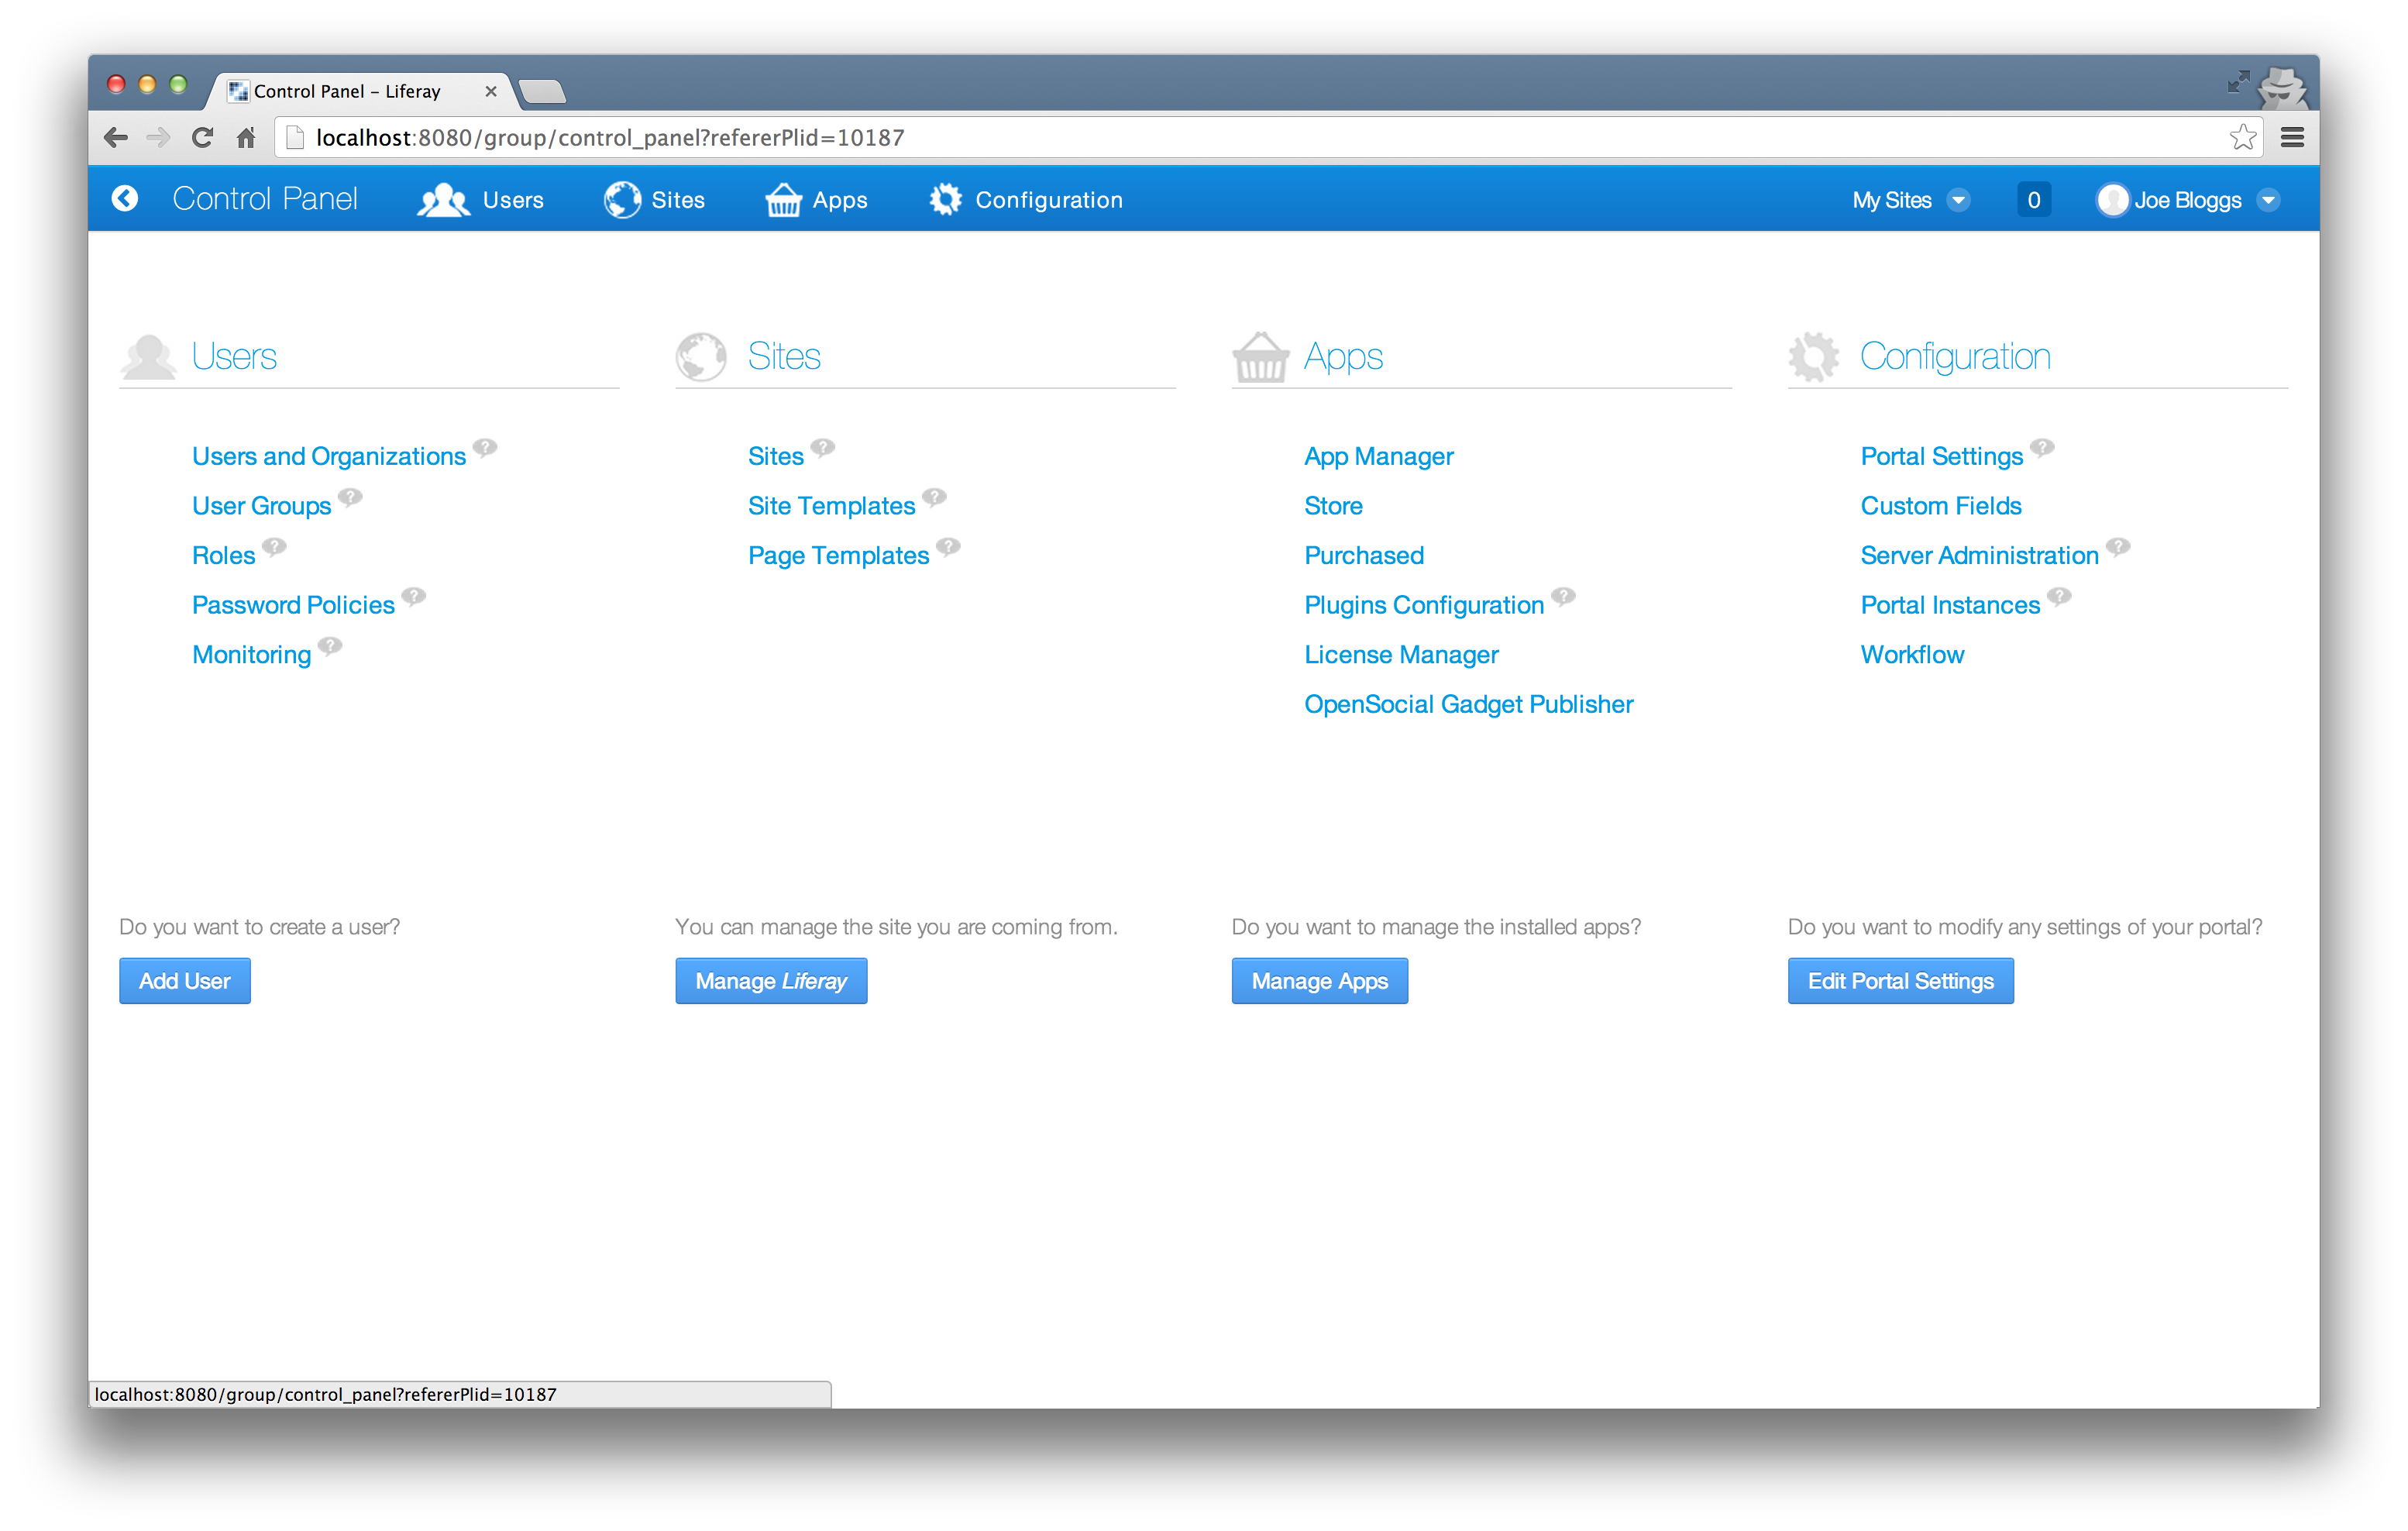 Control Panel – Liferay
localhost:8080/group/control_panel?refererPlid=10187
Control Panel Users Sites Apps Configuration My Sites 0 Joe Bloggs
Users
Users and Organizations
User Groups
Roles
Password Policies
Monitoring
Do you want to create a user?
Add User
Sites
Sites
Site Templates
Page Templates
You can manage the site you are coming from.
Manage Liferay
Apps
App Manager
Store
Purchased
Plugins Configuration
License Manager
OpenSocial Gadget Publisher
Do you want to manage the installed apps?
Manage Apps
Configuration
Portal Settings
Custom Fields
Server Administration
Portal Instances
Workflow
Do you want to modify any settings of your portal?
Edit Portal Settings
localhost:8080/group/control_panel?refererPlid=10187